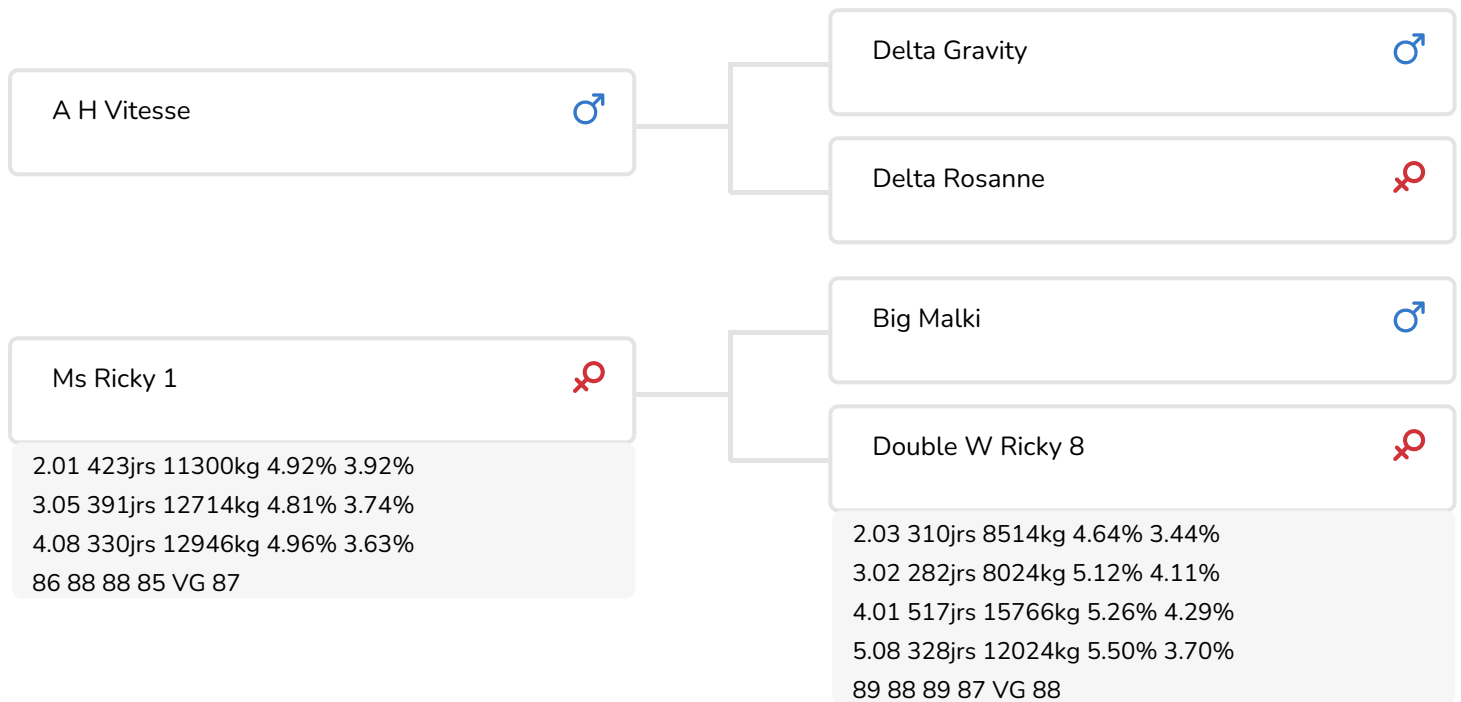 A H Vitesse
Delta Gravity
Delta Rosanne
Ms Ricky 1
2.01 423jrs 11300kg 4.92% 3.92%
3.05 391jrs 12714kg 4.81% 3.74%
4.08 330jrs 12946kg 4.96% 3.63%
86 88 88 85 VG 87
Big Malki
Double W Ricky 8
2.03 310jrs 8514kg 4.64% 3.44%
3.02 282jrs 8024kg 5.12% 4.11%
4.01 517jrs 15766kg 5.26% 4.29%
5.08 328jrs 12024kg 5.50% 3.70%
89 88 89 87 VG 88